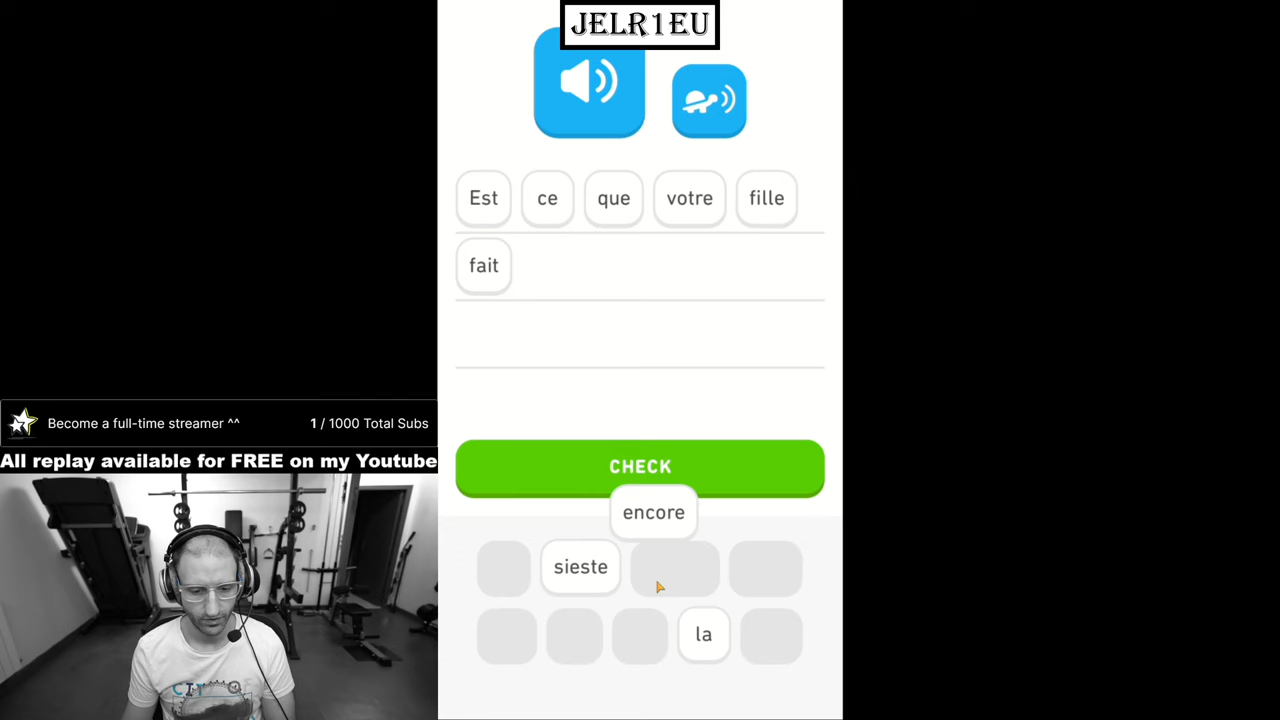 JELR1EU
Est ce que votre fille
fait
CHECK
encore
sieste
la
Become a full-time streamer ^^ 1 / 1000 Total Subs
All replay available for FREE on my Youtube